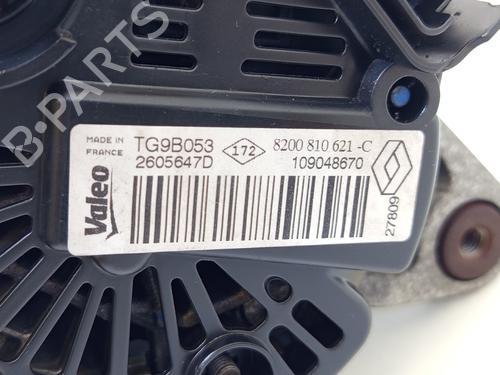 B-PARTS
MADE IN
FRANCE
TG9B053
172
8200 810 621 -C
2605647D
109048670
Valeo
27809